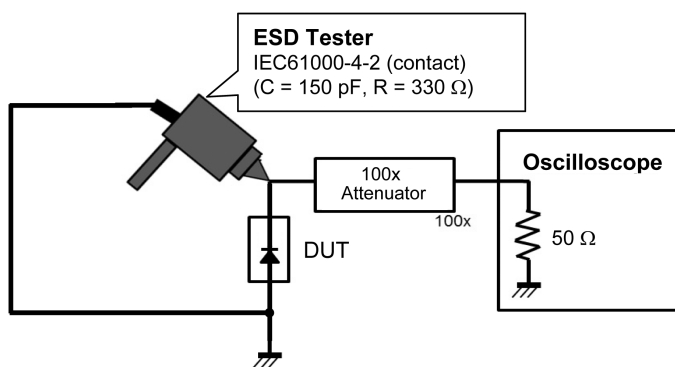 ESD Tester
IEC61000-4-2 (contact)
(C = 150 pF, R = 330 Ω)
100x
Attenuator
100x
Oscilloscope
50 Ω
DUT